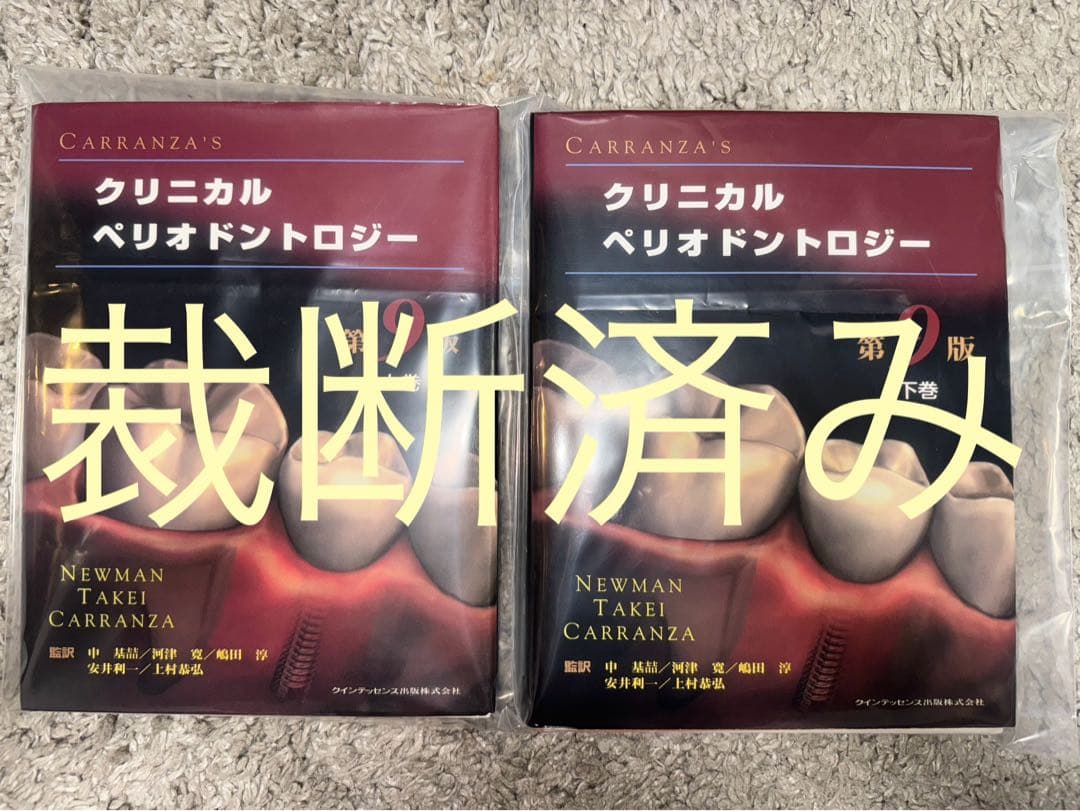 CARRANZA'S
クリニカル
ペリオドントロジー
第9版
上巻
NEWMAN
TAKEI
CARRANZA
監訳 申 基喆/河津 寛/嶋田 淳
安井利一/上村恭弘
クインテッセンス出版株式会社
CARRANZA'S
クリニカル
ペリオドントロジー
第9版
下巻
NEWMAN
TAKEI
CARRANZA
監訳 申 基喆/河津 寛/嶋田 淳
安井利一/上村恭弘
クインテッセンス出版株式会社
裁断済み